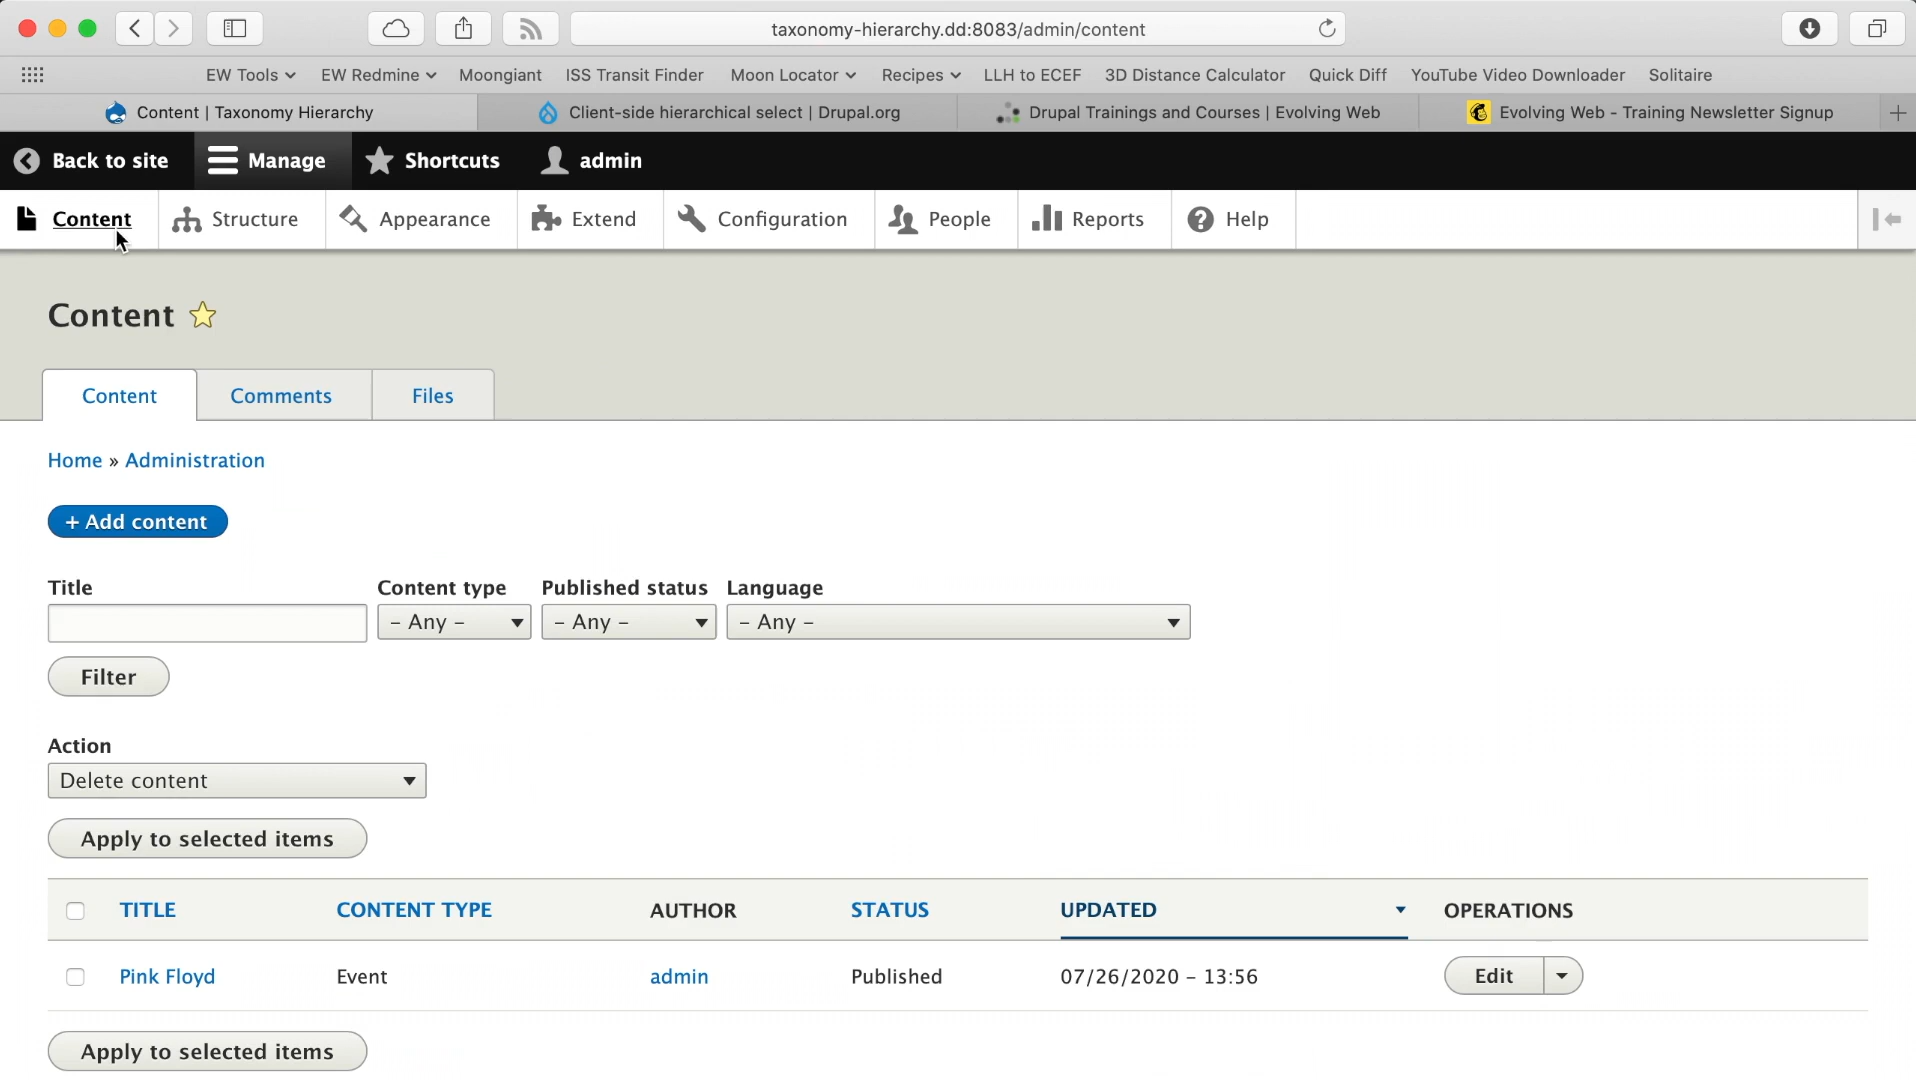 taxonomy-hierarchy.dd:8083/admin/content
EW Tools EW Redmine Moongiant ISS Transit Finder Moon Locator Recipes LLH to ECEF 3D Distance Calculator Quick Diff YouTube Video Downloader Solitaire
Content | Taxonomy Hierarchy Client-side hierarchical select | Drupal.org Drupal Trainings and Courses | Evolving Web Evolving Web - Training Newsletter Signup
Back to site Manage Shortcuts admin
Content Structure Appearance Extend Configuration People Reports Help
Content
Content Comments Files
Home » Administration
+ Add content
Title Content type Published status Language
- Any - - Any - - Any -
Filter
Action
Delete content
Apply to selected items
TITLE CONTENT TYPE AUTHOR STATUS UPDATED OPERATIONS
Pink Floyd Event admin Published 07/26/2020 - 13:56 Edit
Apply to selected items